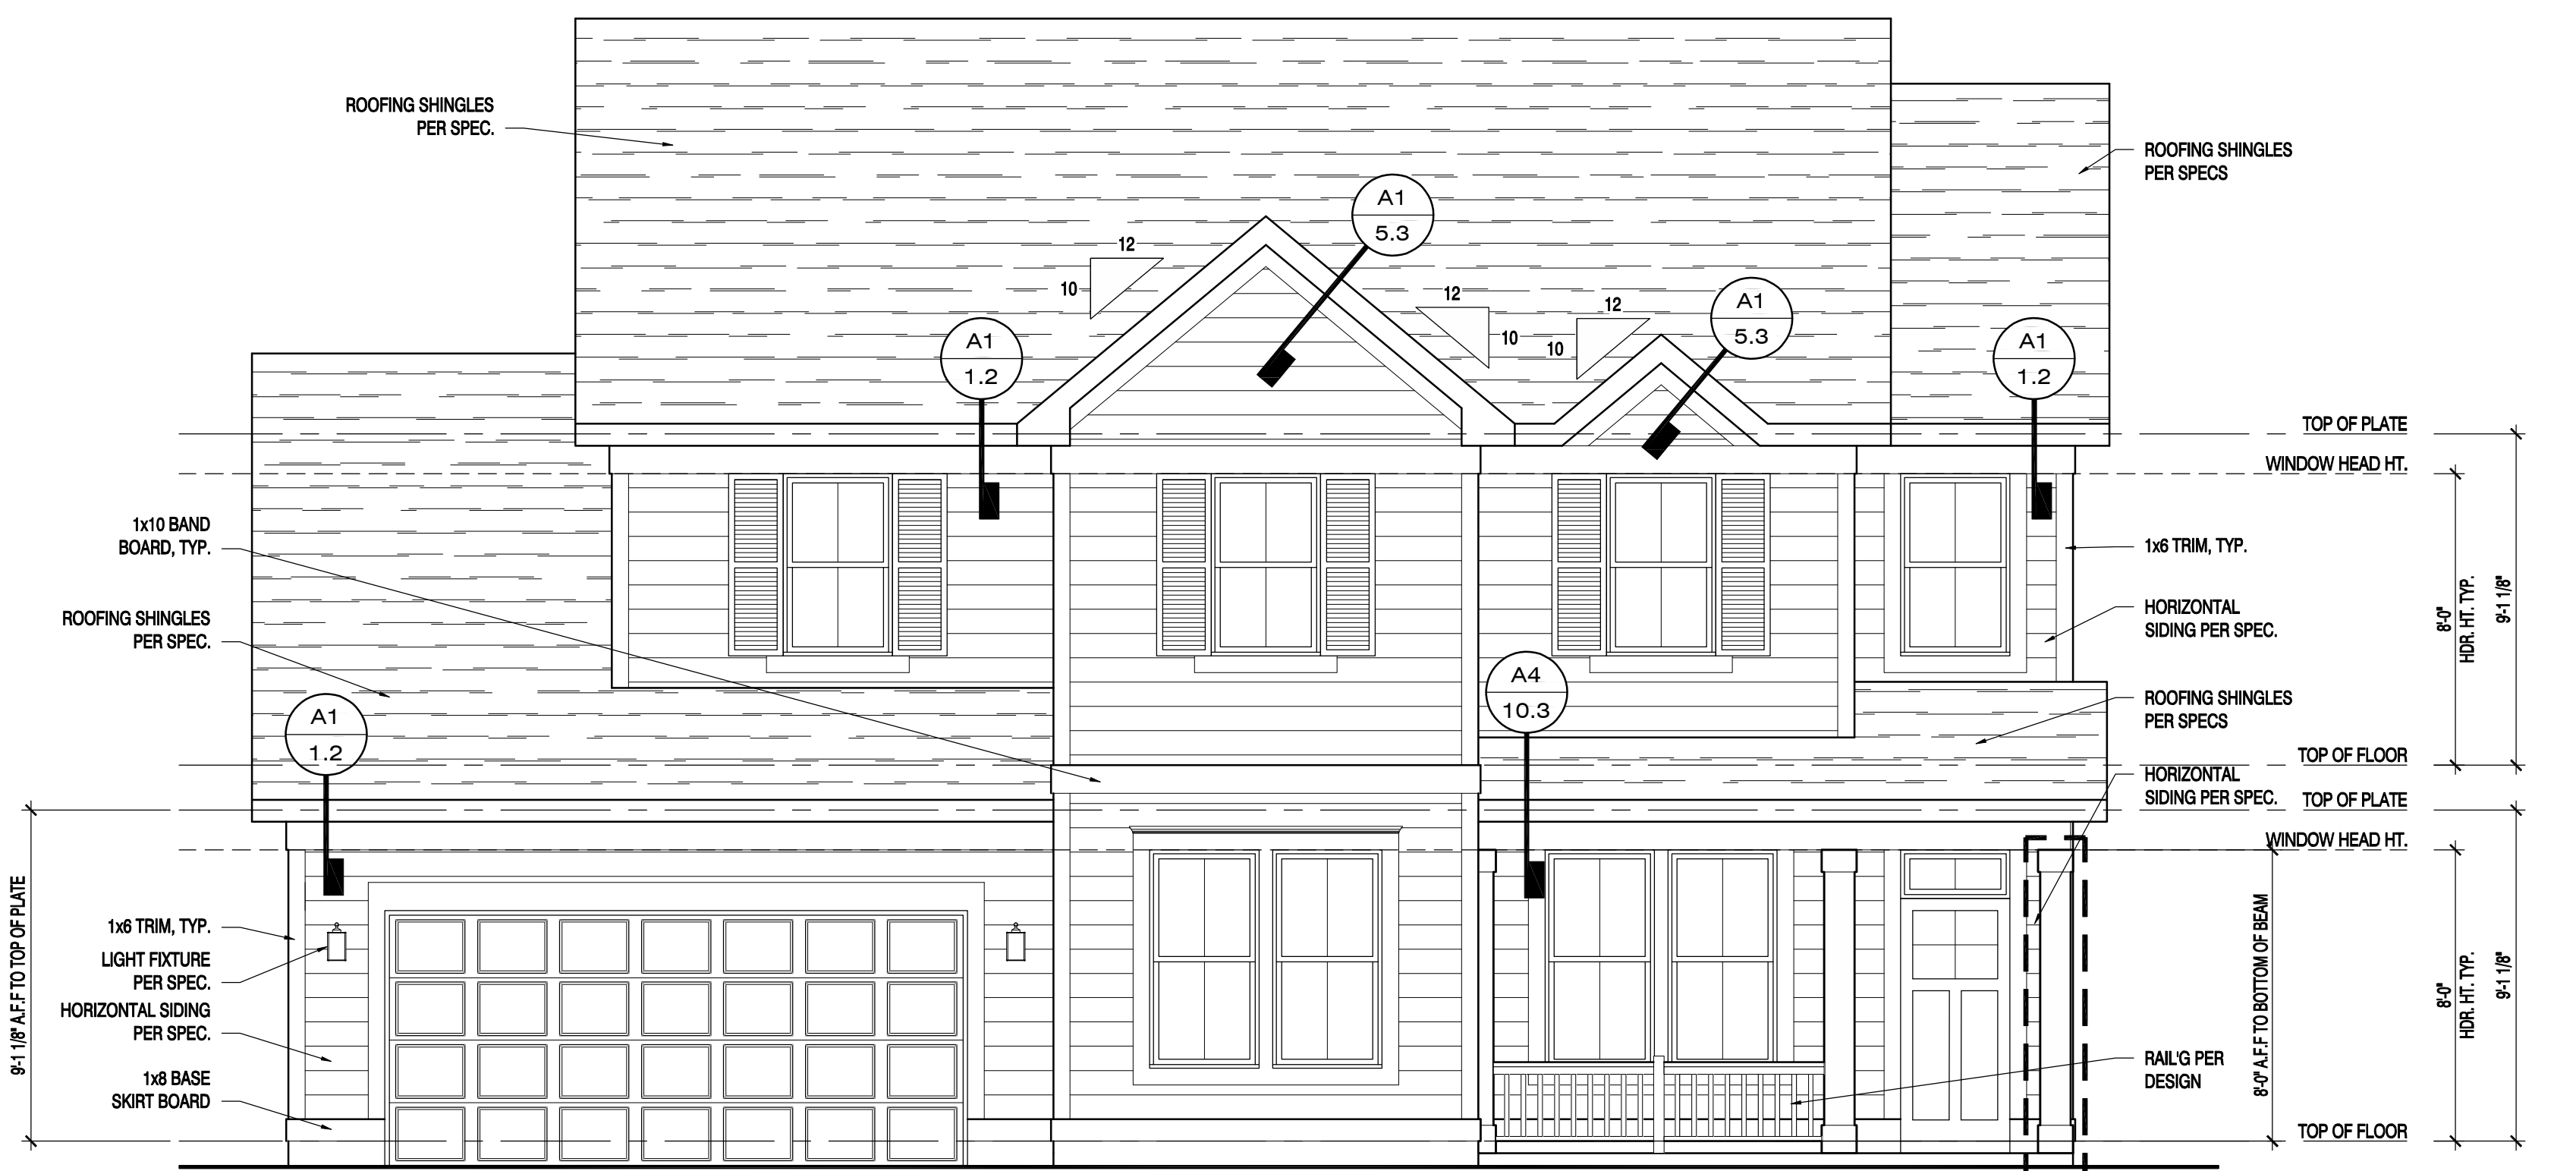 ROOFING SHINGLES
PER SPEC.
ROOFING SHINGLES
PER SPECS
A1
5.3
12
10
12
10
12
10
A1
5.3
A1
1.2
A1
1.2
TOP OF PLATE
WINDOW HEAD HT.
1x10 BAND
BOARD, TYP.
1x6 TRIM, TYP.
8'-0"
HDR. HT. TYP.
9'-1 1/8"
HORIZONTAL
SIDING PER SPEC.
ROOFING SHINGLES
PER SPEC.
A4
10.3
ROOFING SHINGLES
PER SPECS
A1
1.2
TOP OF FLOOR
HORIZONTAL
SIDING PER SPEC.
TOP OF PLATE
WINDOW HEAD HT.
9'-1 1/8" A.F.F TO TOP OF PLATE
1x6 TRIM, TYP.
LIGHT FIXTURE
PER SPEC.
HORIZONTAL SIDING
PER SPEC.
1x8 BASE
SKIRT BOARD
8'-0" A.F.F TO BOTTOM OF BEAM
8'-0"
HDR. HT. TYP.
9'-1 1/8"
RAIL'G PER
DESIGN
TOP OF FLOOR